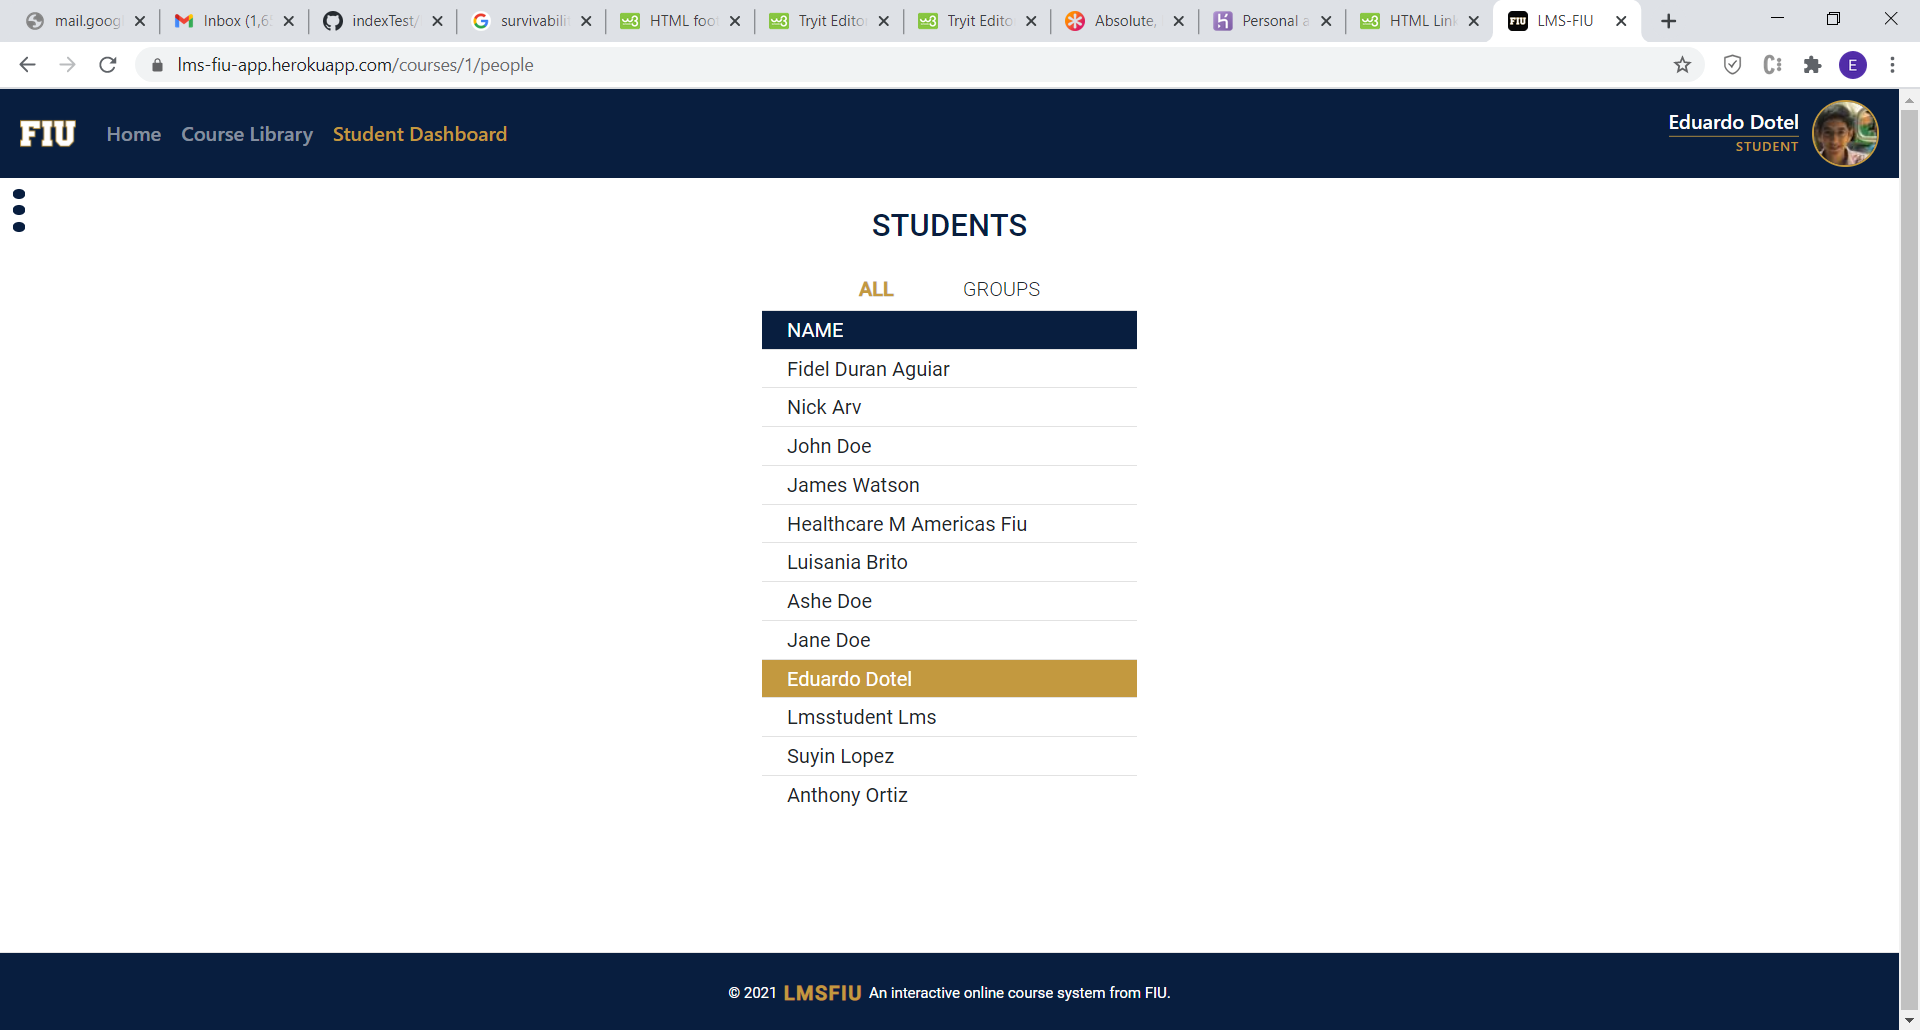 mail.goog
Inbox (1,6
indexTest/
survivabili
HTML foo
Tryit Edito
Tryit Edito
Absolute,
Personal a
HTML Lin
LMS-FIU
lms-fiu-app.herokuapp.com/courses/1/people
E
FIU
Home
Course Library
Student Dashboard
Eduardo Dotel
STUDENT
STUDENTS
ALL
GROUPS
NAME
Fidel Duran Aguiar
Nick Arv
John Doe
James Watson
Healthcare M Americas Fiu
Luisania Brito
Ashe Doe
Jane Doe
Eduardo Dotel
Lmsstudent Lms
Suyin Lopez
Anthony Ortiz
© 2021 LMSFIU An interactive online course system from FIU.